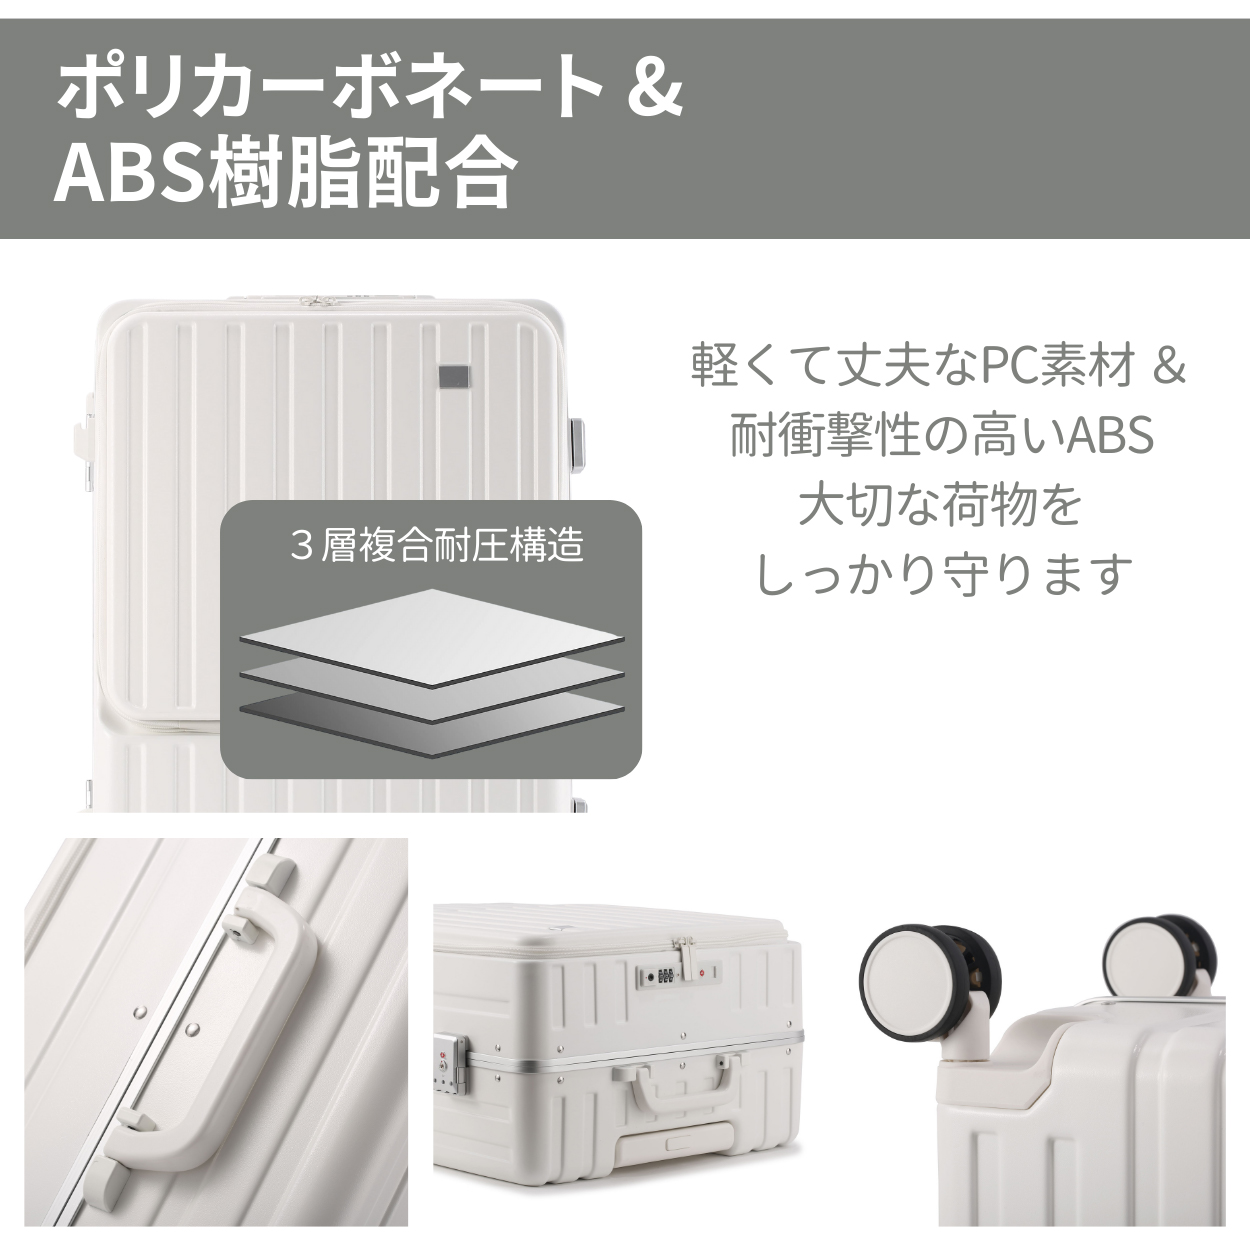 ポリカーボネート &
ABS樹脂配合
軽くて丈夫なPC素材 &
耐衝撃性の高いABS
大切な荷物を
しっかり守ります
３層複合耐圧構造